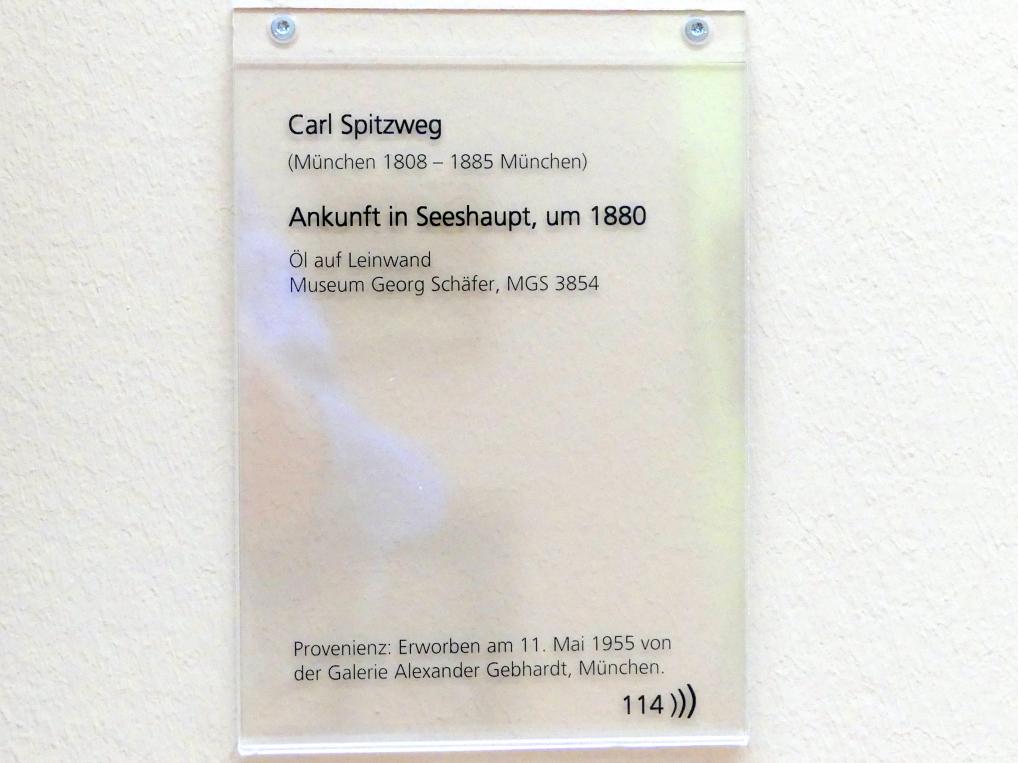 Carl Spitzweg
(München 1808 – 1885 München)
Ankunft in Seeshaupt, um 1880
Öl auf Leinwand
Museum Georg Schäfer, MGS 3854
Provenienz: Erworben am 11. Mai 1955 von
der Galerie Alexander Gebhardt, München.
114